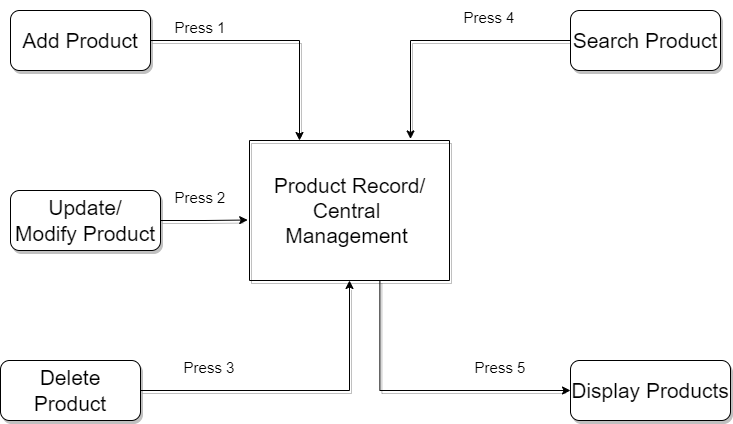 Add Product
Press 1
Press 4
Search Product
Product Record/
Central
Management
Update/
Modify Product
Press 2
Delete
Product
Press 3
Press 5
Display Products